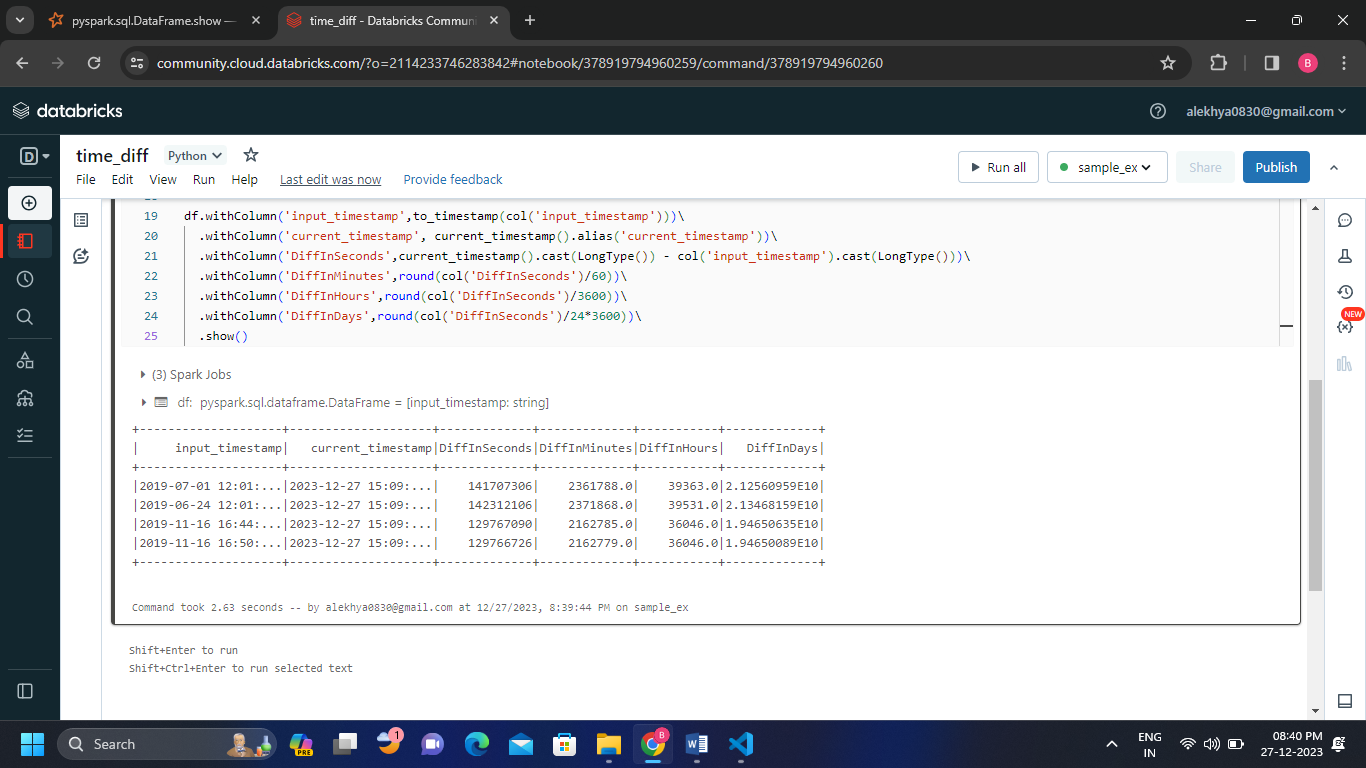 pyspark.sql.DataFrame.show —
time_diff - Databricks Commun
community.cloud.databricks.com/?o=2114233746283842#notebook/378919794960259/command/378919794960260
B
databricks
alekhya0830@gmail.com
D
time_diff
Python
Run all
sample_ex
Share
Publish
File Edit View Run Help Last edit was now Provide feedback
19 df.withColumn('input_timestamp',to_timestamp(col('input_timestamp')))\
20 .withColumn('current_timestamp', current_timestamp().alias('current_timestamp'))\
21 .withColumn('DiffInSeconds',current_timestamp().cast(LongType()) - col('input_timestamp').cast(LongType()))\
22 .withColumn('DiffInMinutes',round(col('DiffInSeconds')/60))\
23 .withColumn('DiffInHours',round(col('DiffInSeconds')/3600))\
24 .withColumn('DiffInDays',round(col('DiffInSeconds')/24*3600))\
25 .show()
NEW
(3) Spark Jobs
df: pyspark.sql.dataframe.DataFrame = [input_timestamp: string]
+-------------------+-------------------+-------------+-------------+-----------+-------------+
| input_timestamp| current_timestamp|DiffInSeconds|DiffInMinutes|DiffInHours| DiffInDays|
+-------------------+-------------------+-------------+-------------+-----------+-------------+
|2019-07-01 12:01:...|2023-12-27 15:09:...| 141707306| 2361788.0| 39363.0|2.12560959E10|
|2019-06-24 12:01:...|2023-12-27 15:09:...| 142312106| 2371868.0| 39531.0|2.13468159E10|
|2019-11-16 16:44:...|2023-12-27 15:09:...| 129767090| 2162785.0| 36046.0|1.94650635E10|
|2019-11-16 16:50:...|2023-12-27 15:09:...| 129766726| 2162779.0| 36046.0|1.94650089E10|
+-------------------+-------------------+-------------+-------------+-----------+-------------+
Command took 2.63 seconds -- by alekhya0830@gmail.com at 12/27/2023, 8:39:44 PM on sample_ex
Shift+Enter to run
Shift+Ctrl+Enter to run selected text
Search
PRE
1
B
ENG
IN
08:40 PM
27-12-2023